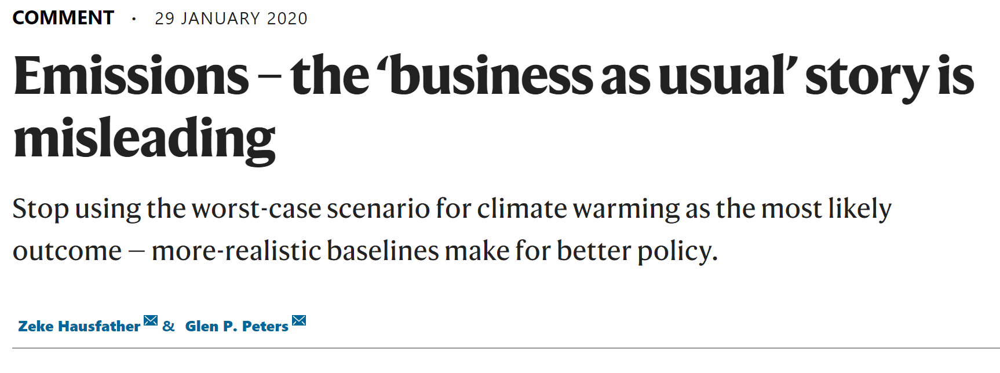 COMMENT · 29 JANUARY 2020
Emissions – the ‘business as usual’ story is
misleading
Stop using the worst-case scenario for climate warming as the most likely
outcome — more-realistic baselines make for better policy.
Zeke Hausfather & Glen P. Peters